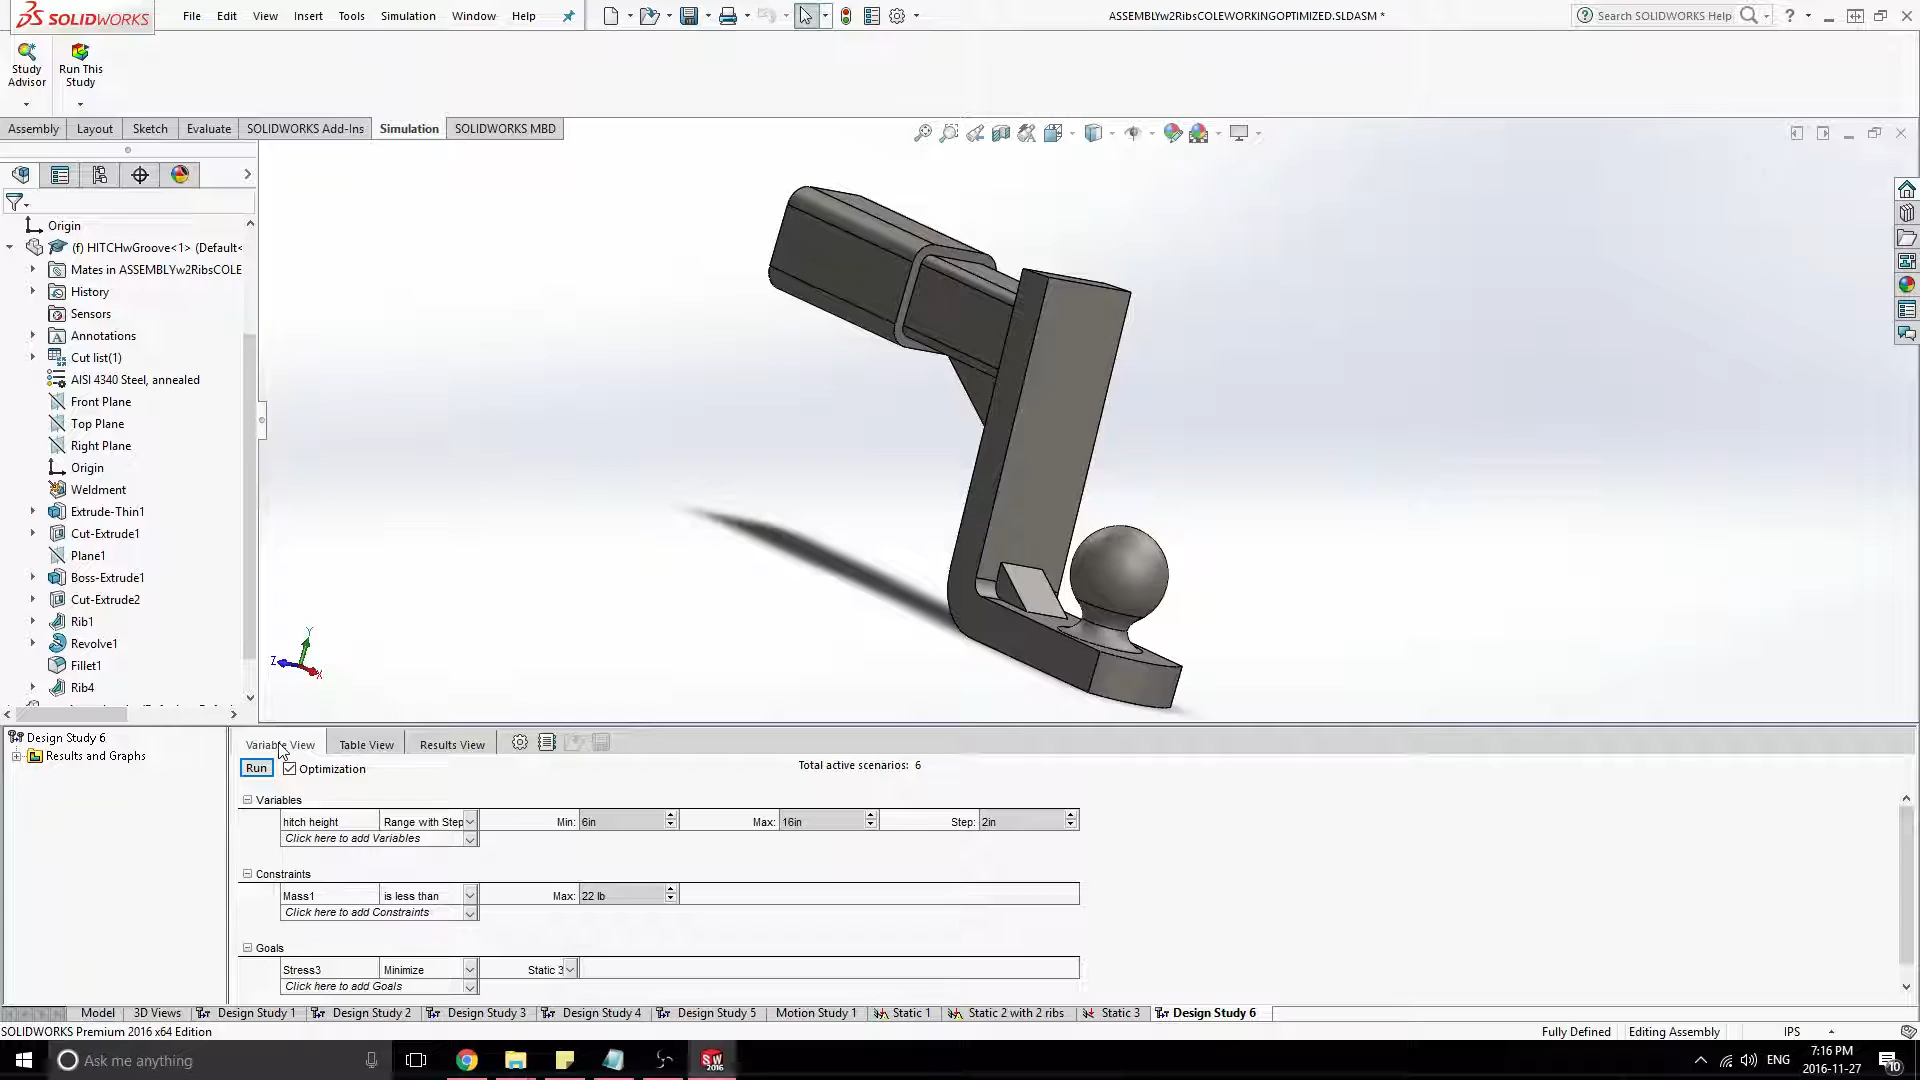 SOLIDWORKS
File Edit View Insert Tools Simulation Window Help
ASSEMBLYw2RibsCOLEWORKINGOPTIMIZED.SLDASM *
Search SOLIDWORKS Help
Study Advisor
Run This Study
Assembly Layout Sketch Evaluate SOLIDWORKS Add-Ins Simulation SOLIDWORKS MBD
Origin
(f) HITCHwGroove<1> (Default<
Mates in ASSEMBLYw2RibsCOLE
History
Sensors
Annotations
Cut list(1)
AISI 4340 Steel, annealed
Front Plane
Top Plane
Right Plane
Origin
Weldment
Extrude-Thin1
Cut-Extrude1
Plane1
Boss-Extrude1
Cut-Extrude2
Rib1
Revolve1
Fillet1
Rib4
Y
Z
X
Design Study 6
Results and Graphs
Variable View Table View Results View
Run Optimization Total active scenarios: 6
Variables
hitch height Range with Step Min: 6in Max: 16in Step: 2in
Click here to add Variables
Constraints
Mass1 is less than Max: 22 lb
Click here to add Constraints
Goals
Stress3 Minimize Static 3
Click here to add Goals
Model 3D Views Design Study 1 Design Study 2 Design Study 3 Design Study 4 Design Study 5 Motion Study 1 Static 1 Static 2 with 2 ribs Static 3 Design Study 6
SOLIDWORKS Premium 2016 x64 Edition Fully Defined Editing Assembly IPS
Ask me anything
SW
2016
ENG
7:16 PM
2016-11-27
10